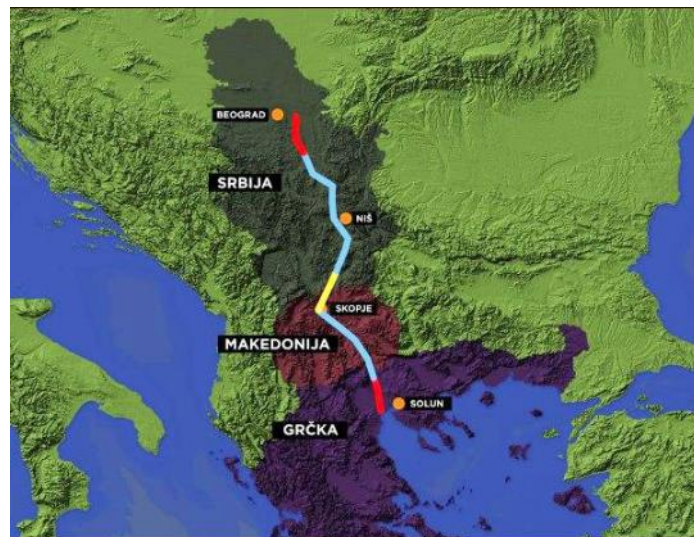 BEOGRAD
SRBIJA
NIŠ
SKOPJE
MAKEDONIJA
SOLUN
GRČKA